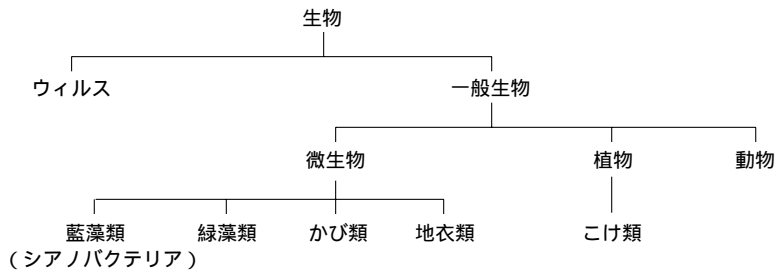 生物
ウィルス 一般生物
微生物 植物 動物
藍藻類 緑藻類 かび類 地衣類 こけ類
(シアノバクテリア)